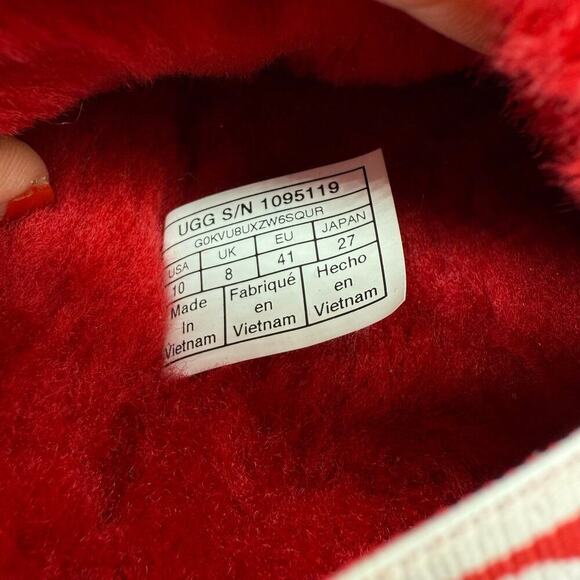 UGG S/N 1095119
G0KVU8UXZW6SQUR
USA UK EU JAPAN
10 8 41 27
Made Fabriqué Hecho
In en en
Vietnam Vietnam Vietnam